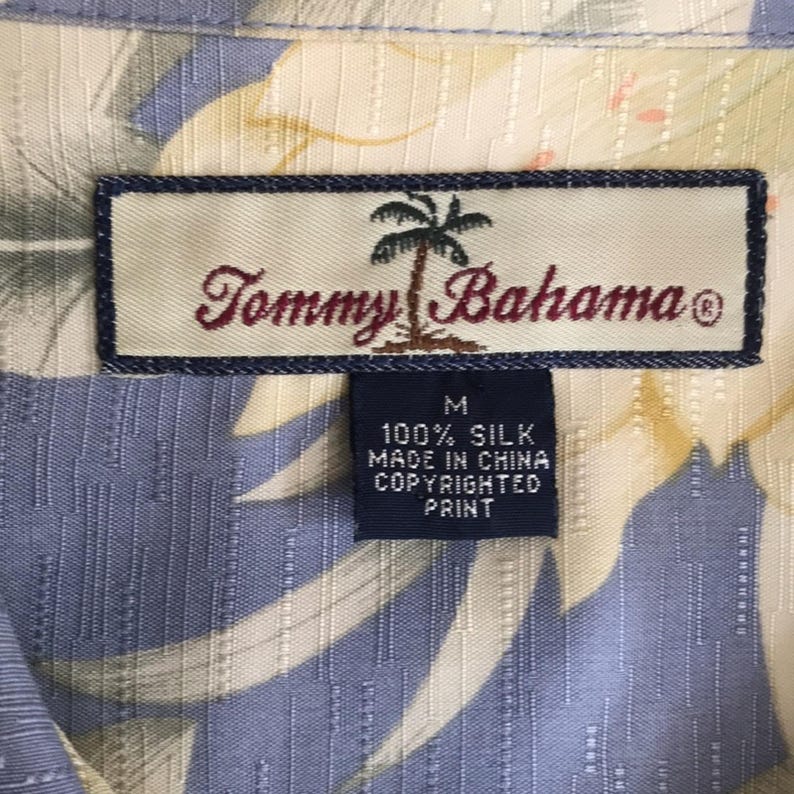 Tommy Bahama®
M
100% SILK
MADE IN CHINA
COPYRIGHTED
PRINT